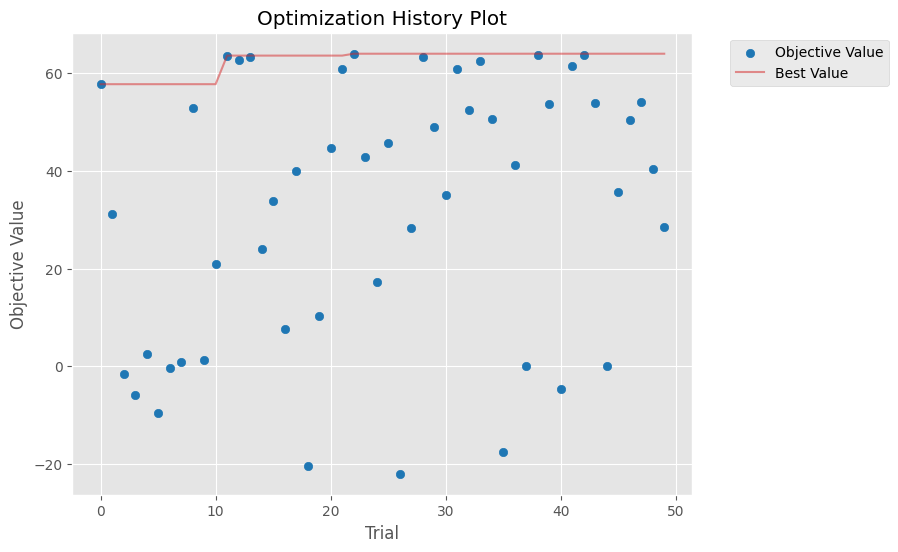 Optimization History Plot
Objective Value
Best Value
Objective Value
60
40
20
0
−20
0 10 20 30 40 50
Trial